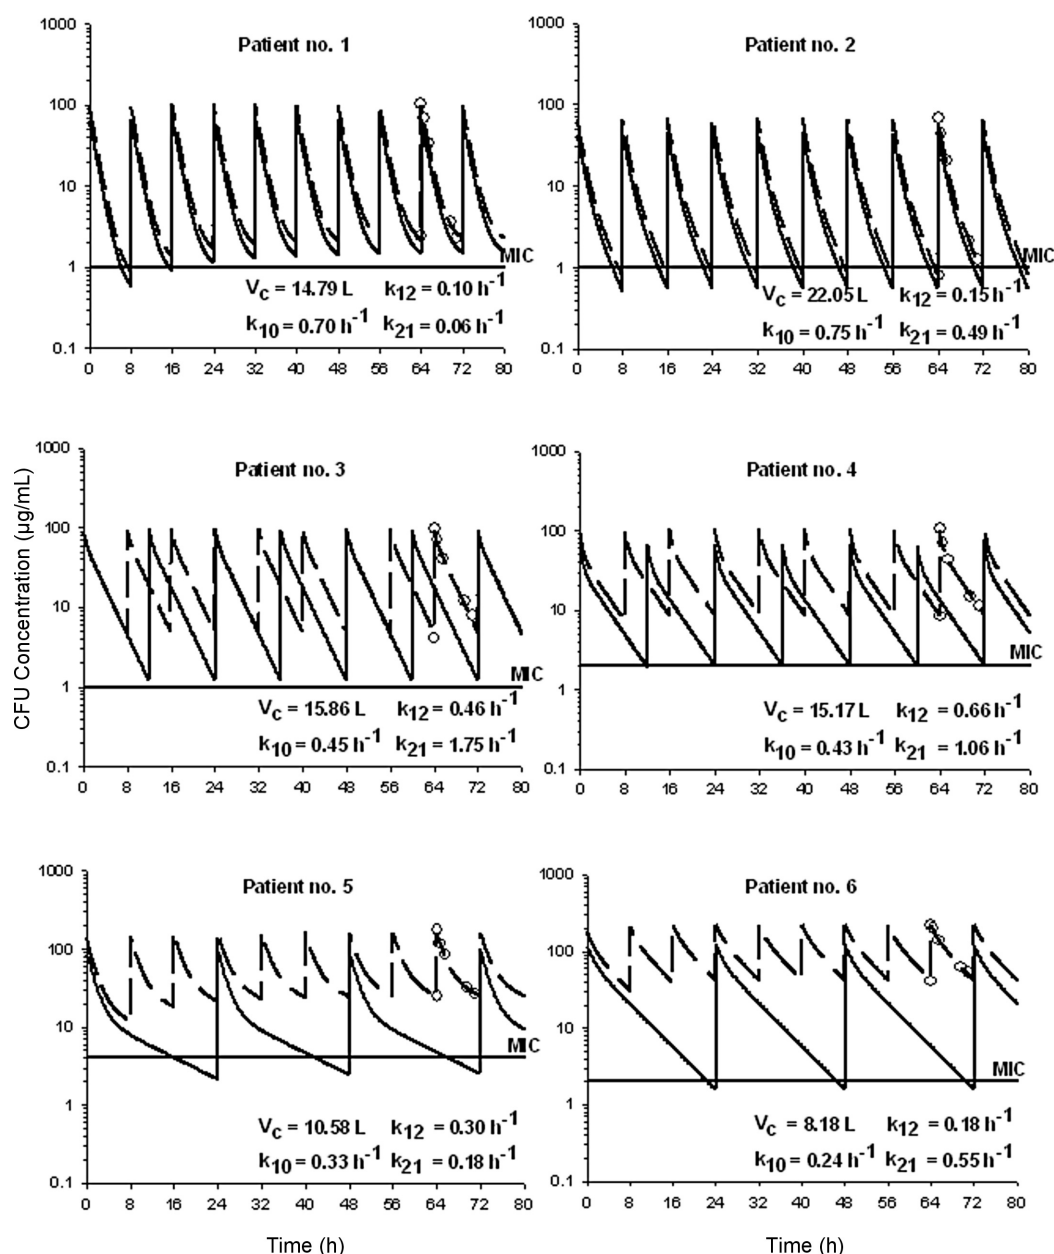 CFU Concentration (µg/mL)
Patient no. 1
1000
100
10
1
0.1
MIC
Vc = 14.79 L k12 = 0.10 h-1
k10 = 0.70 h-1 k21 = 0.06 h-1
0 8 16 24 32 40 48 56 64 72 80
Patient no. 2
1000
100
10
1
0.1
MIC
Vc = 22.05 L k12 = 0.15 h-1
k10 = 0.75 h-1 k21 = 0.49 h-1
0 8 16 24 32 40 48 56 64 72 80
Patient no. 3
1000
100
10
1
0.1
MIC
Vc = 15.86 L k12 = 0.46 h-1
k10 = 0.45 h-1 k21 = 1.75 h-1
0 8 16 24 32 40 48 56 64 72 80
Patient no. 4
1000
100
10
1
0.1
MIC
Vc = 15.17 L k12 = 0.66 h-1
k10 = 0.43 h-1 k21 = 1.06 h-1
0 8 16 24 32 40 48 56 64 72 80
Patient no. 5
1000
100
10
1
0.1
MIC
Vc = 10.58 L k12 = 0.30 h-1
k10 = 0.33 h-1 k21 = 0.18 h-1
0 8 16 24 32 40 48 56 64 72 80
Time (h)
Patient no. 6
1000
100
10
1
0.1
MIC
Vc = 8.18 L k12 = 0.18 h-1
k10 = 0.24 h-1 k21 = 0.55 h-1
0 8 16 24 32 40 48 56 64 72 80
Time (h)